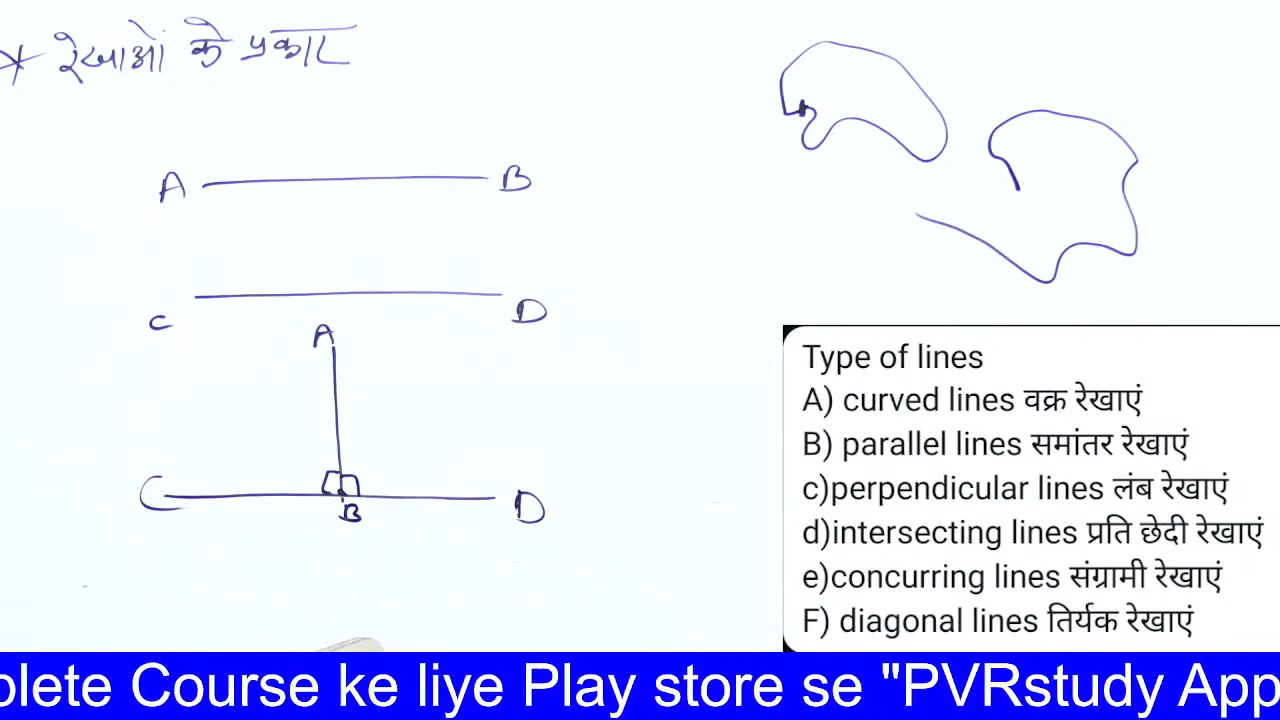 * रेखाओं के प्रकार
A B
C D
A
C D
B
Type of lines
A) curved lines वक्र रेखाएं
B) parallel lines समांतर रेखाएं
c)perpendicular lines लंब रेखाएं
d)intersecting lines प्रति छेदी रेखाएं
e)concurring lines संग्रामी रेखाएं
F) diagonal lines तिर्यक रेखाएं
plete Course ke liye Play store se "PVRstudy App